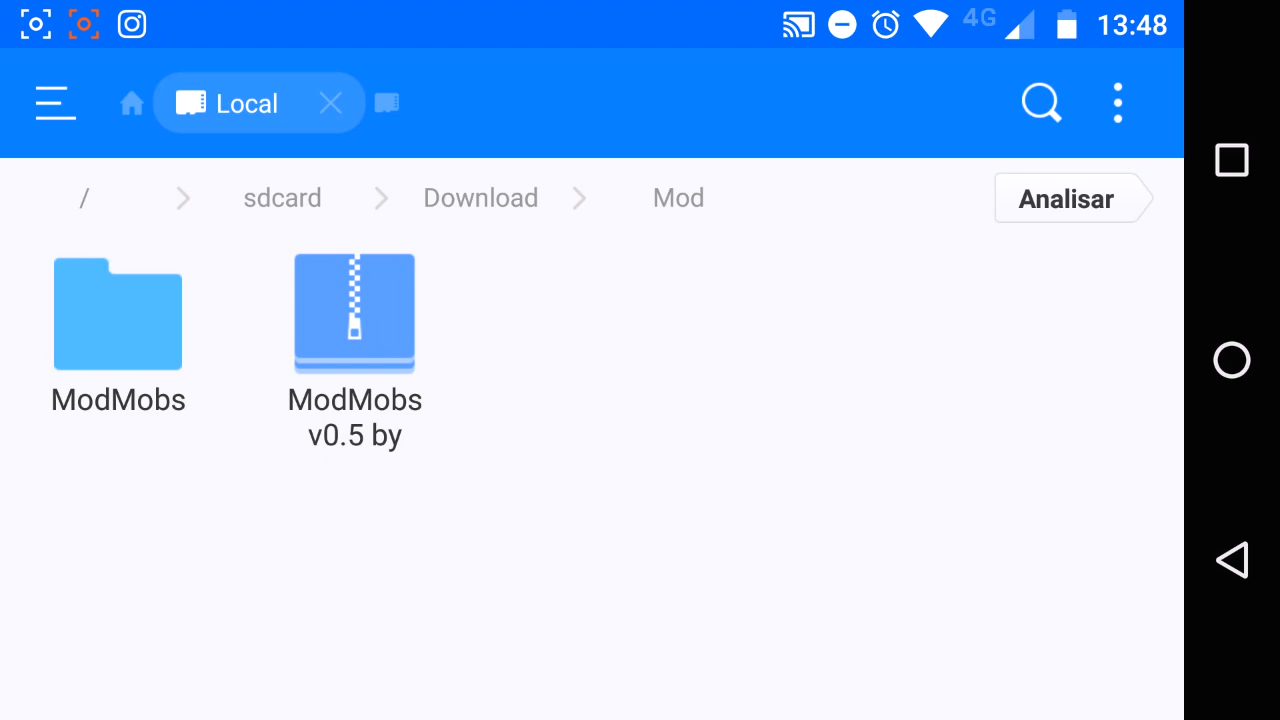 4G 13:48
Local
/ sdcard Download Mod
Analisar
ModMobs
ModMobs
v0.5 by